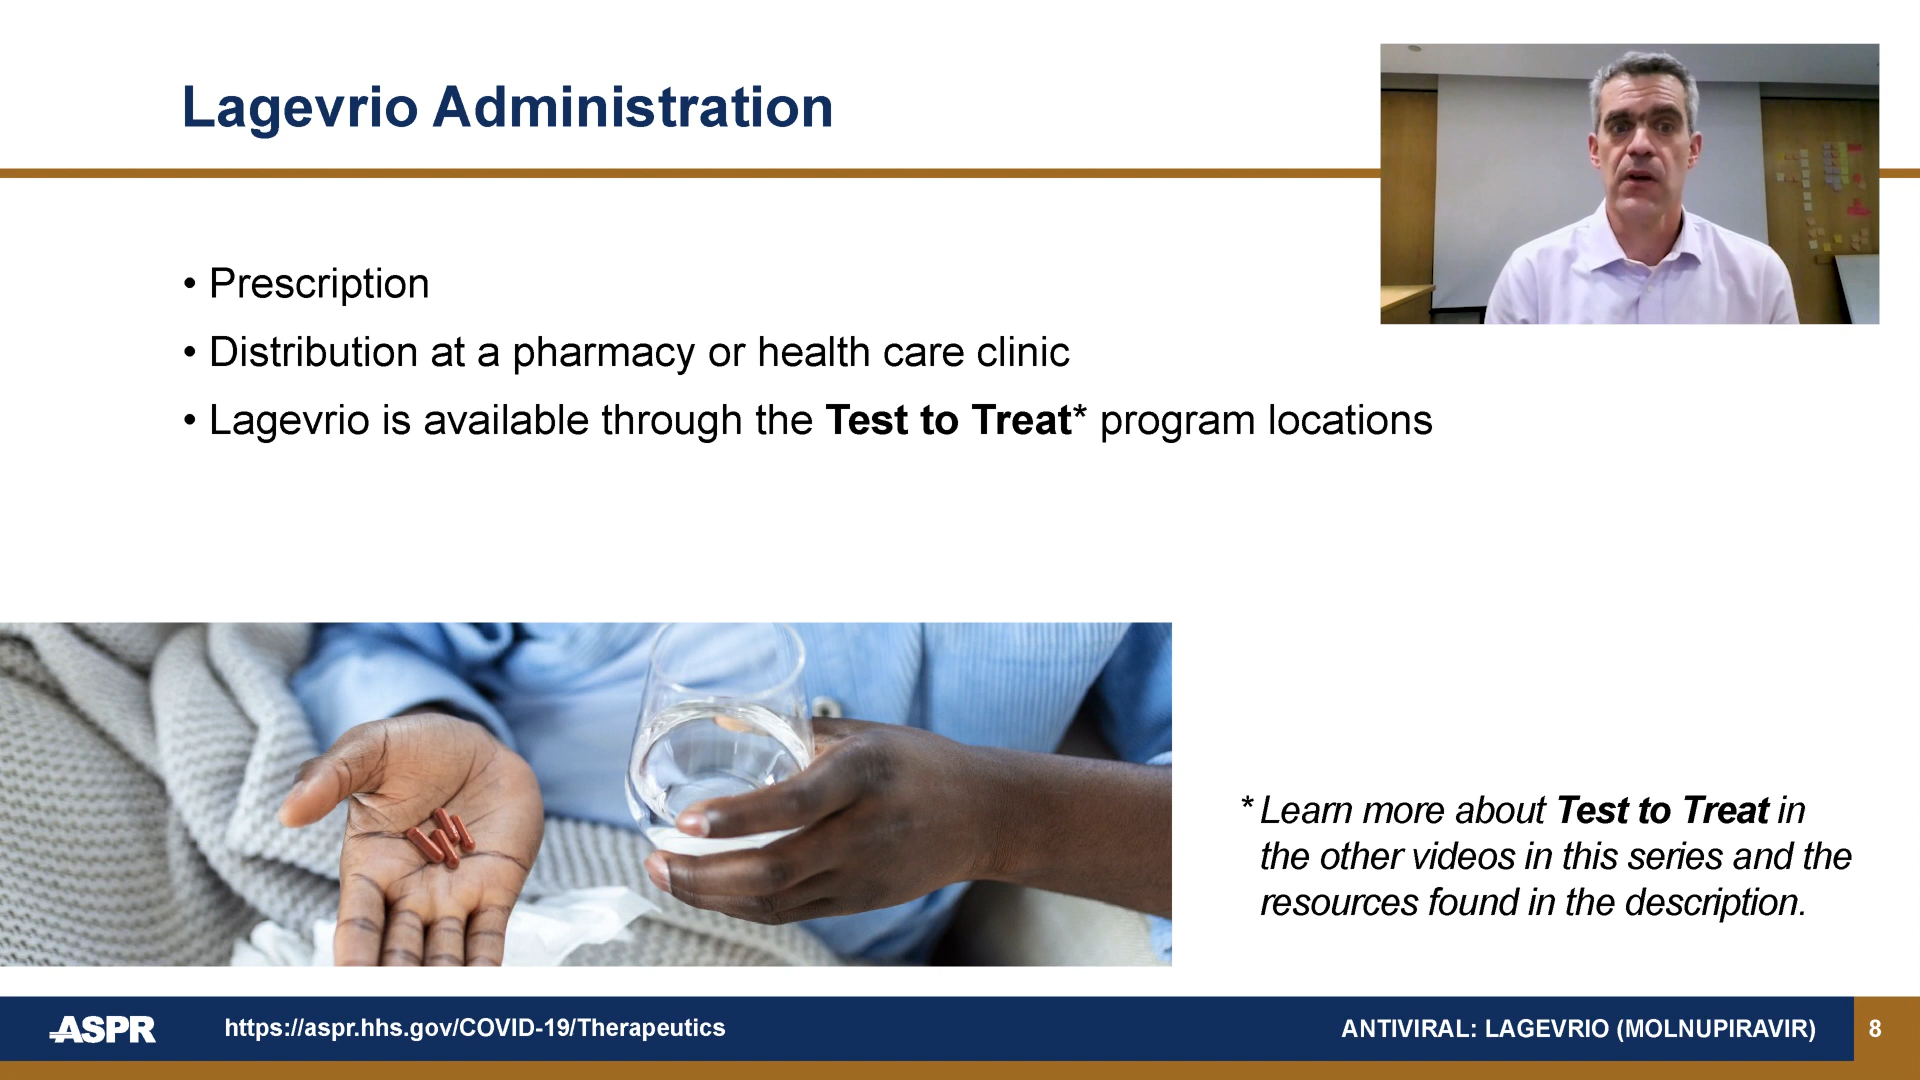 Lagevrio Administration
• Prescription
• Distribution at a pharmacy or health care clinic
• Lagevrio is available through the Test to Treat* program locations
* Learn more about Test to Treat in
the other videos in this series and the
resources found in the description.
ASPR
https://aspr.hhs.gov/COVID-19/Therapeutics
ANTIVIRAL: LAGEVRIO (MOLNUPIRAVIR)
8